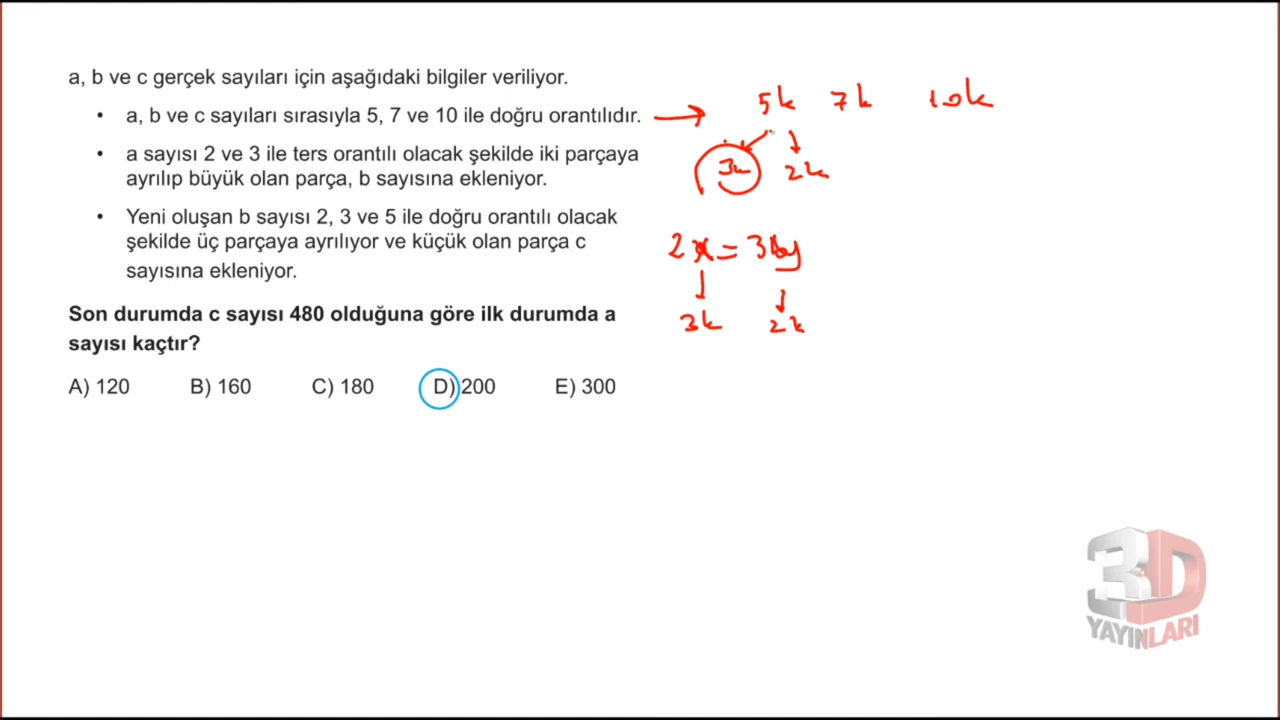 a, b ve c gerçek sayıları için aşağıdaki bilgiler veriliyor.
• a, b ve c sayıları sırasıyla 5, 7 ve 10 ile doğru orantılıdır. → 5k 7k 10k
• a sayısı 2 ve 3 ile ters orantılı olacak şekilde iki parçaya
ayrılıp büyük olan parça, b sayısına ekleniyor.
3k 2k
• Yeni oluşan b sayısı 2, 3 ve 5 ile doğru orantılı olacak
şekilde üç parçaya ayrılıyor ve küçük olan parça c
sayısına ekleniyor.
2x = 3y
3k 2k
Son durumda c sayısı 480 olduğuna göre ilk durumda a
sayısı kaçtır?
A) 120 B) 160 C) 180 D) 200 E) 300
3D
YAYINLARI